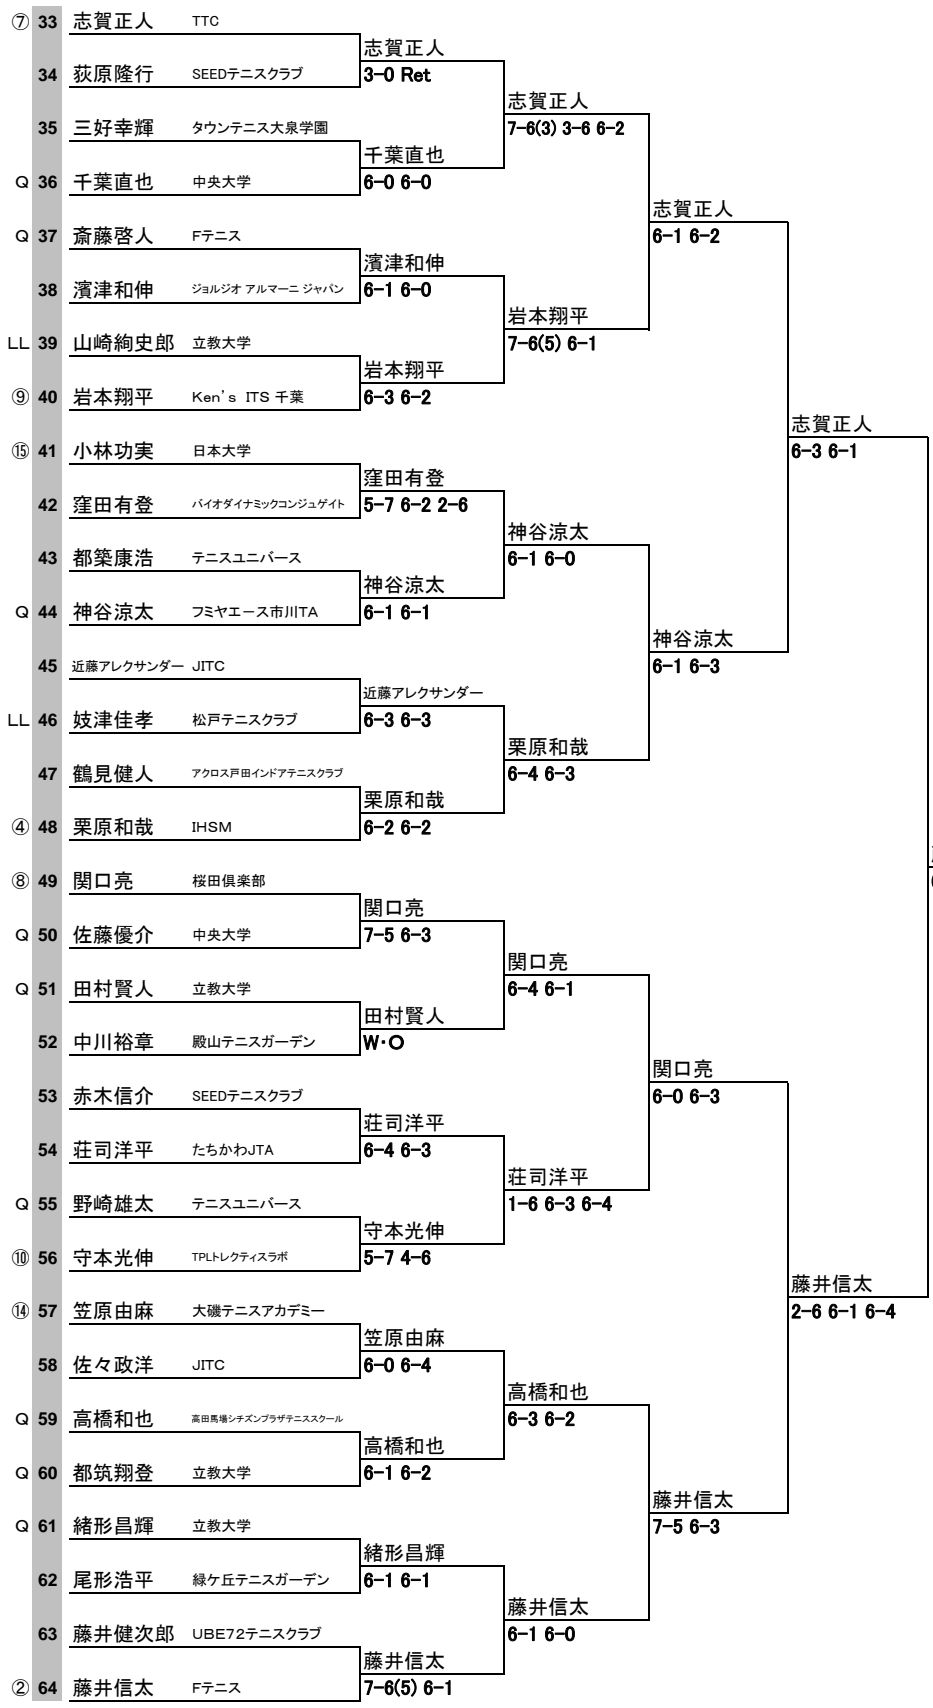 ⑦ 33 志賀正人 TTC
志賀正人
34 荻原隆行 SEEDテニスクラブ 3-0 Ret
志賀正人
35 三好幸輝 タウンテニス大泉学園 7-6(3) 3-6 6-2
千葉直也
Q 36 千葉直也 中央大学 6-0 6-0
志賀正人
Q 37 斎藤啓人 Fテニス 6-1 6-2
濱津和伸
38 濱津和伸 ジョルジオ アルマーニ ジャパン 6-1 6-0
岩本翔平
LL 39 山崎絢史郎 立教大学 7-6(5) 6-1
岩本翔平
⑨ 40 岩本翔平 Ken's ITS 千葉 6-3 6-2
志賀正人
⑮ 41 小林功実 日本大学 6-3 6-1
窪田有登
42 窪田有登 バイオダイナミックコンジュゲイト 5-7 6-2 2-6
神谷涼太
43 都築康浩 テニスユニバース 6-1 6-0
神谷涼太
Q 44 神谷涼太 フミヤエース市川TA 6-1 6-1
神谷涼太
45 近藤アレクサンダー JITC 6-1 6-3
近藤アレクサンダー
LL 46 妓津佳孝 松戸テニスクラブ 6-3 6-3
栗原和哉
47 鶴見健人 アクロス戸田インドアテニスクラブ 6-4 6-3
栗原和哉
④ 48 栗原和哉 IHSM 6-2 6-2
⑧ 49 関口亮 桜田倶楽部
関口亮
Q 50 佐藤優介 中央大学 7-5 6-3
関口亮
Q 51 田村賢人 立教大学 6-4 6-1
田村賢人
52 中川裕章 殿山テニスガーデン W・O
関口亮
53 赤木信介 SEEDテニスクラブ 6-0 6-3
荘司洋平
54 荘司洋平 たちかわJTA 6-4 6-3
荘司洋平
Q 55 野崎雄太 テニスユニバース 1-6 6-3 6-4
守本光伸
⑩ 56 守本光伸 TPLトレクティスラボ 5-7 4-6
藤井信太
⑭ 57 笠原由麻 大磯テニスアカデミー 2-6 6-1 6-4
笠原由麻
58 佐々政洋 JITC 6-0 6-4
高橋和也
Q 59 高橋和也 高田馬場シチズンプラザテニススクール 6-3 6-2
高橋和也
Q 60 都筑翔登 立教大学 6-1 6-2
藤井信太
Q 61 緒形昌輝 立教大学 7-5 6-3
緒形昌輝
62 尾形浩平 緑ケ丘テニスガーデン 6-1 6-1
藤井信太
63 藤井健次郎 UBE72テニスクラブ 6-1 6-0
藤井信太
② 64 藤井信太 Fテニス 7-6(5) 6-1